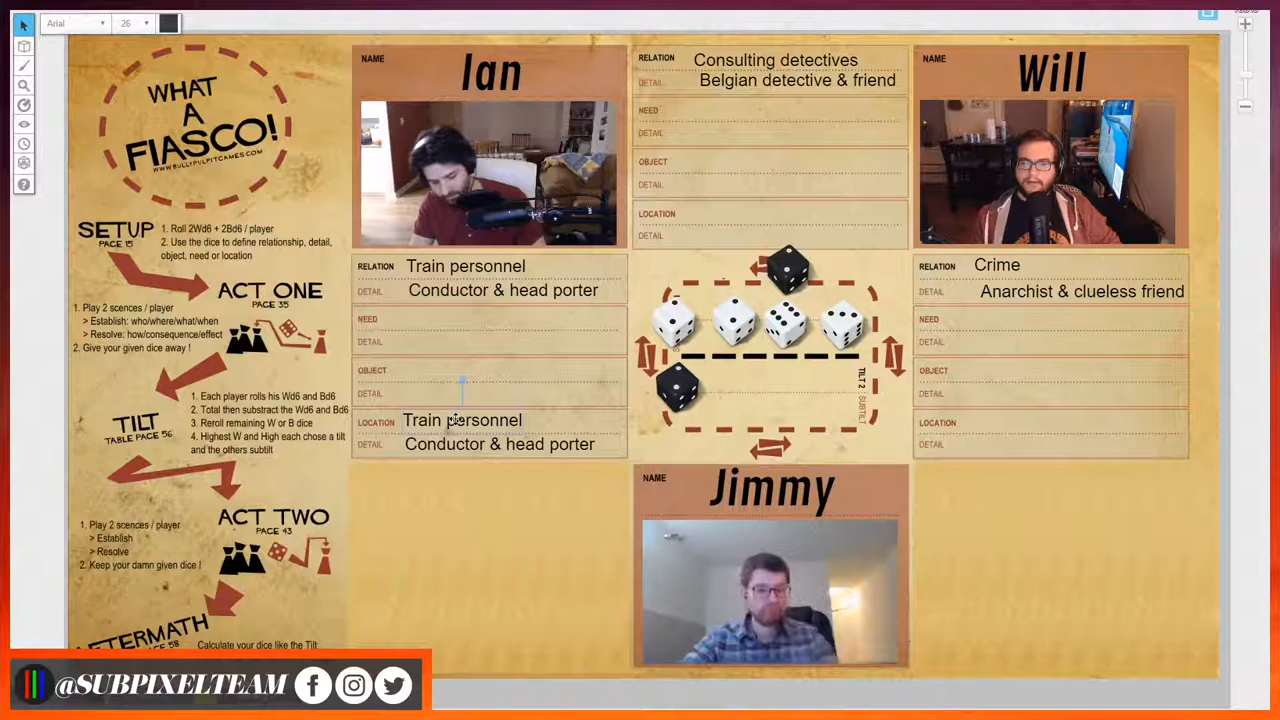 Arial
26
WHAT
A
FIASCO!
WWW.BULLYPULPITGAMES.COM
SETUP
PAGE 15
1. Roll 2Wd6 + 2Bd6 / player
2. Use the dice to define relationship, detail,
object, need or location
ACT ONE
PAGE 35
1. Play 2 scences / player
> Establish: who/where/what/when
> Resolve: how/consequence/effect
2. Give your given dice away !
TILT
TABLE PAGE 56
1. Each player rolls his Wd6 and Bd6
2. Total then substract the Wd6 and Bd6
3. Reroll remaining W or B dice
4. Highest W and High each chose a tilt
and the others subtilt
ACT TWO
PAGE 43
1. Play 2 scences / player
> Establish
> Resolve
2. Keep your damn given dice !
AFTERMATH
Calculate your dice like the Tilt
NAME
Ian
RELATION Consulting detectives
DETAIL Belgian detective & friend
NEED
DETAIL
OBJECT
DETAIL
LOCATION
DETAIL
NAME
Will
RELATION Train personnel
DETAIL Conductor & head porter
NEED
DETAIL
OBJECT
DETAIL
LOCATION Train personnel
DETAIL Conductor & head porter
TILT 2 : SUBTILT
RELATION Crime
DETAIL Anarchist & clueless friend
NEED
DETAIL
OBJECT
DETAIL
LOCATION
DETAIL
NAME
Jimmy
@SUBPIXELTEAM